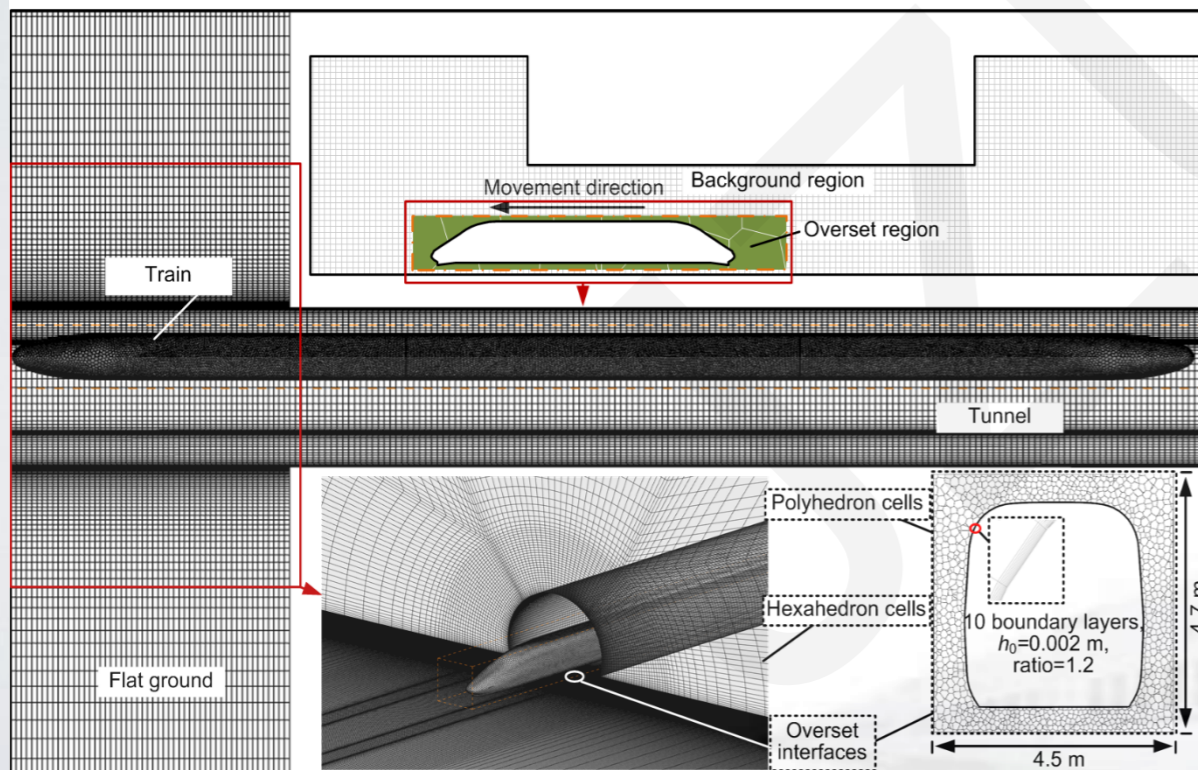 Movement direction
Background region
Overset region
Train
Tunnel
Flat ground
Polyhedron cells
Hexahedron cells
Overset
interfaces
10 boundary layers,
h₀=0.002 m,
ratio=1.2
4.5 m